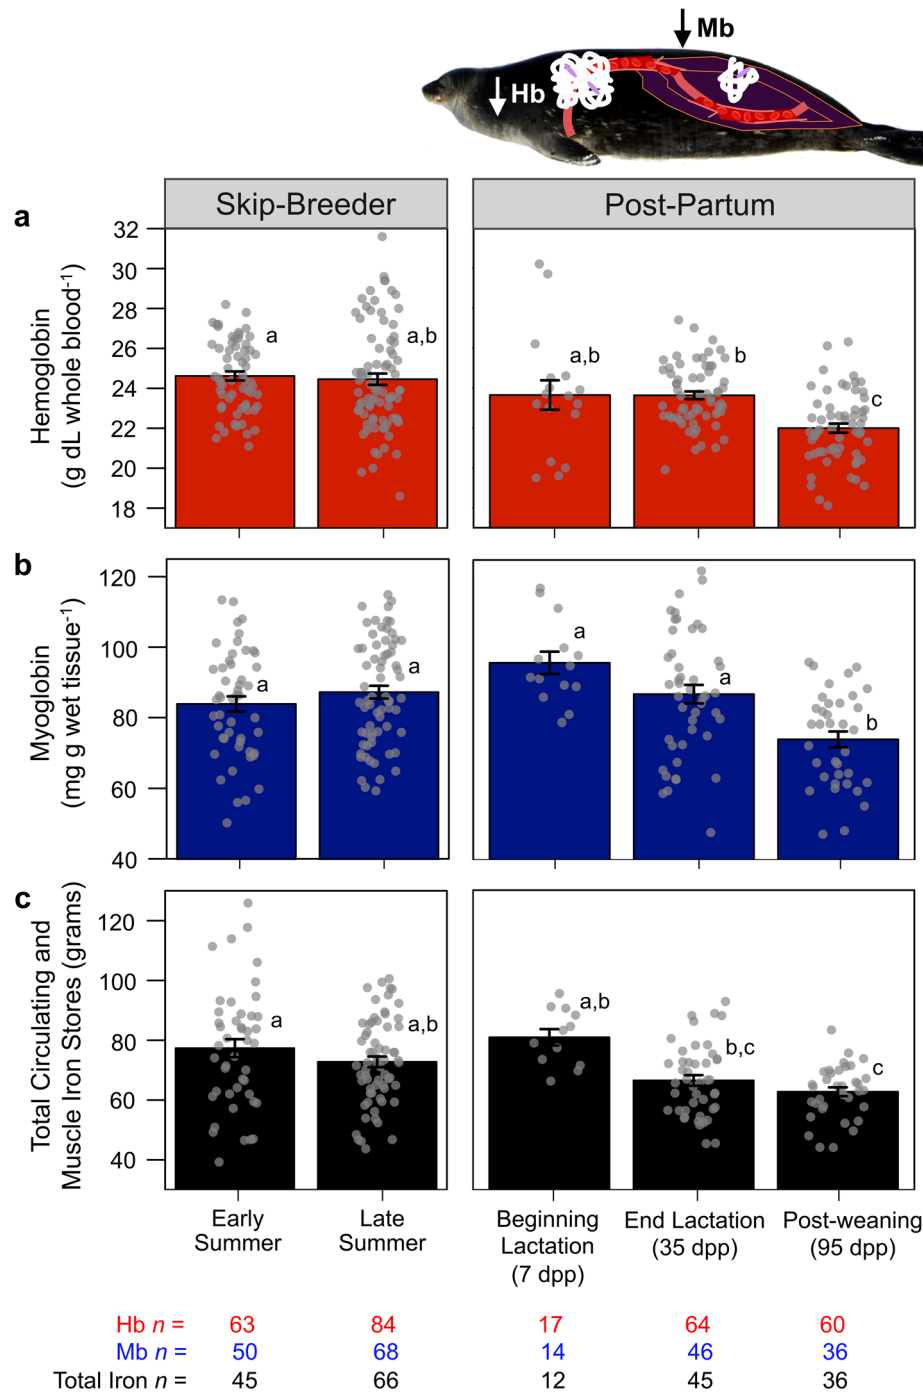 Mb
Hb
a
Skip-Breeder
Post-Partum
Hemoglobin
(g dL whole blood-1)
32
30
28
26
24
22
20
18
a
a,b
a,b
b
c
b
Myoglobin
(mg g wet tissue-1)
120
100
80
60
40
a
a
a
a
b
c
Total Circulating and
Muscle Iron Stores (grams)
120
100
80
60
40
a
a,b
a,b
b,c
c
Early
Summer
Late
Summer
Beginning
Lactation
(7 dpp)
End Lactation
(35 dpp)
Post-weaning
(95 dpp)
Hb n = 63 84 17 64 60
Mb n = 50 68 14 46 36
Total Iron n = 45 66 12 45 36